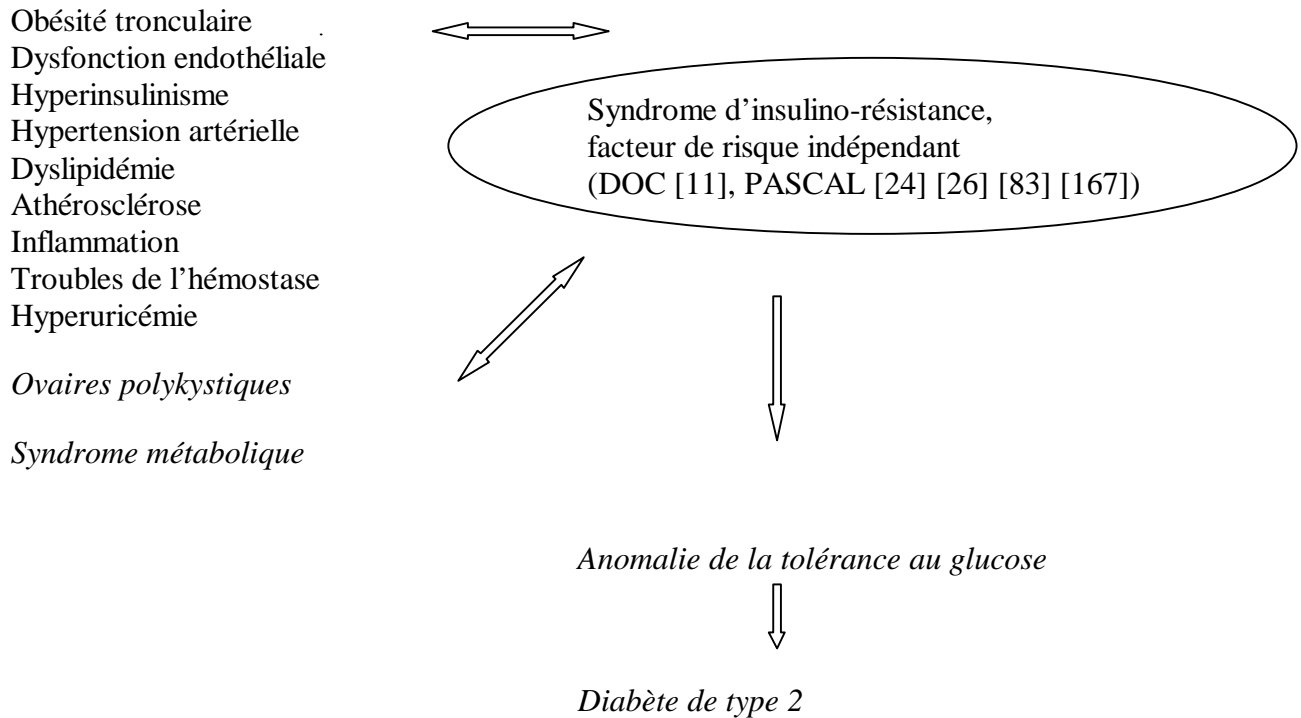 Obésité tronculaire
Dysfonction endothéliale
Hyperinsulinisme
Hypertension artérielle
Dyslipidémie
Athérosclérose
Inflammation
Troubles de l’hémostase
Hyperuricémie
Ovaires polykystiques
Syndrome métabolique
Syndrome d’insulino-résistance,
facteur de risque indépendant
(DOC [11], PASCAL [24] [26] [83] [167])
Anomalie de la tolérance au glucose
Diabète de type 2